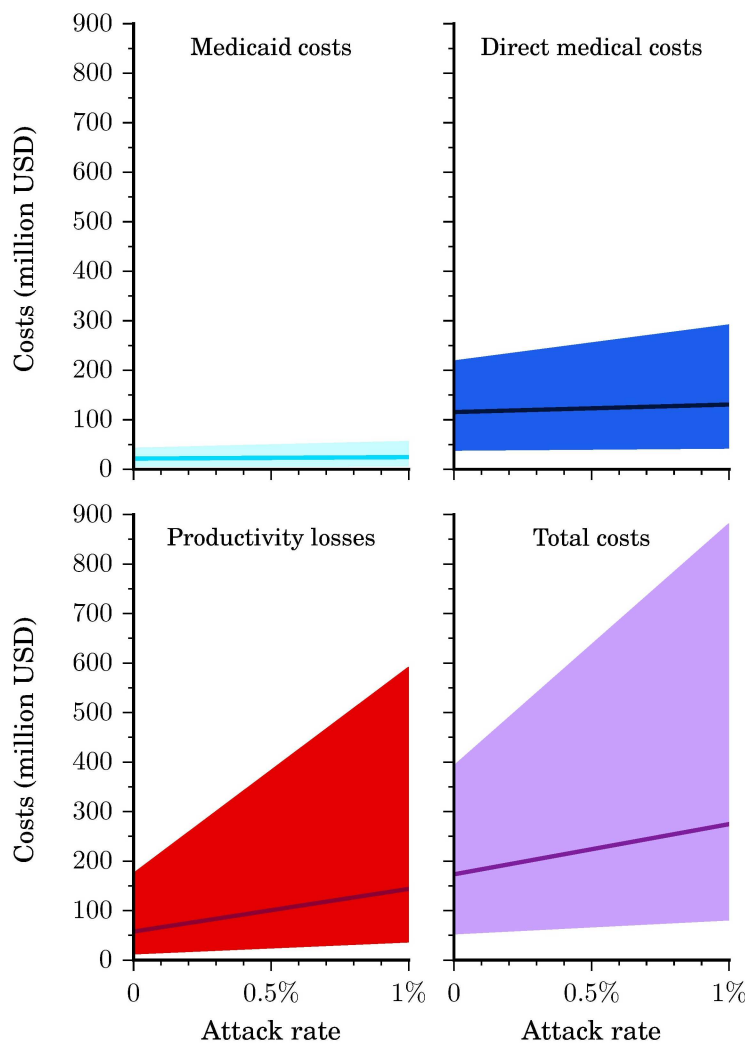 Medicaid costs
Direct medical costs
Costs (million USD)
900
800
700
600
500
400
300
200
100
0
Productivity losses
Total costs
Costs (million USD)
900
800
700
600
500
400
300
200
100
0
0 0.5% 1%
0 0.5% 1%
Attack rate
Attack rate